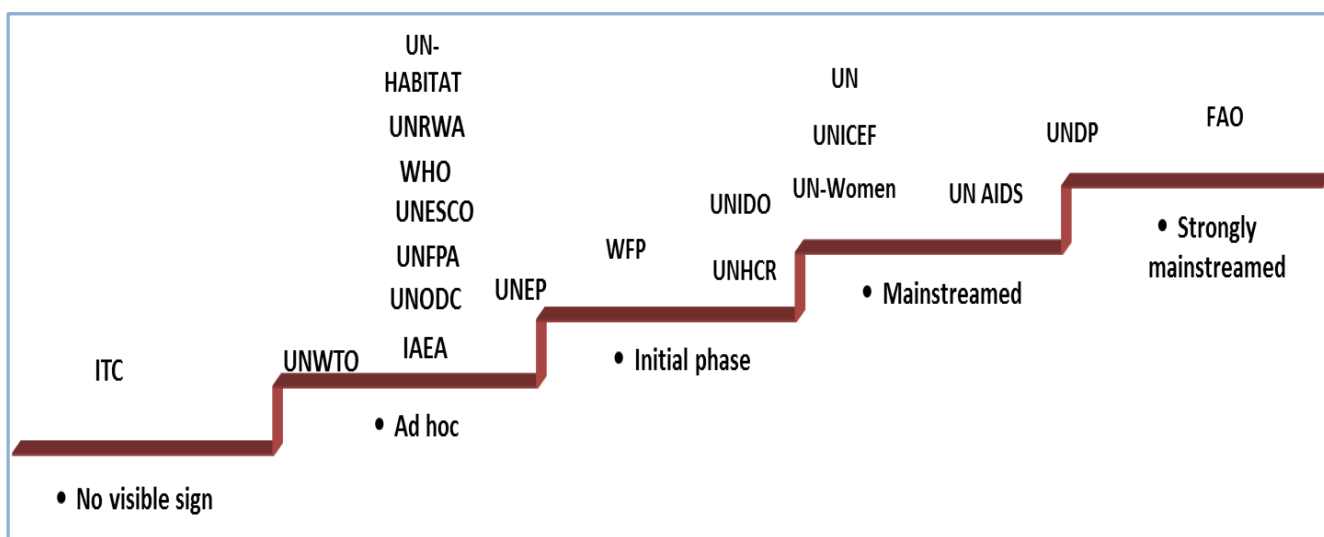 ITC
• No visible sign
UN-
HABITAT
UNRWA
WHO
UNESCO
UNFPA
UNODC
IAEA
UNWTO
• Ad hoc
UNEP
WFP
UNIDO
UNHCR
• Initial phase
UN
UNICEF
UN-Women
UN AIDS
• Mainstreamed
UNDP
FAO
• Strongly
mainstreamed